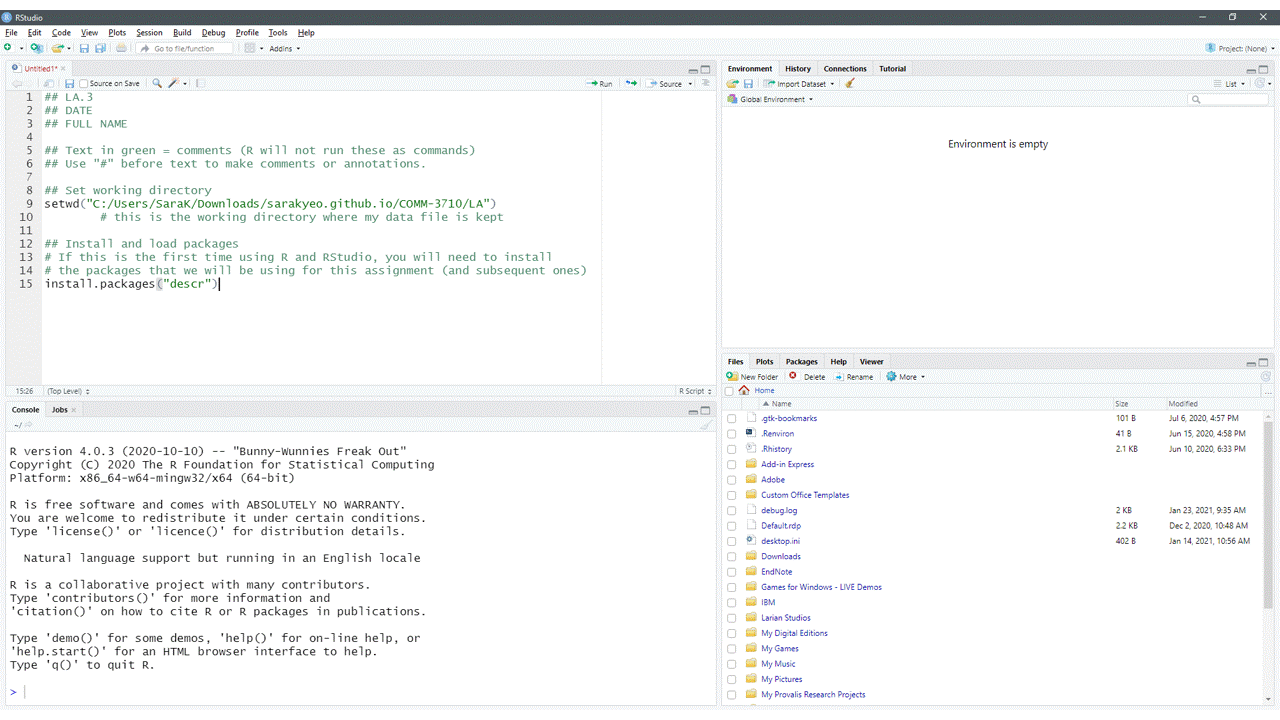 RStudio
File Edit Code View Plots Session Build Debug Profile Tools Help
Go to file/function Addins Project: (None)
Untitled1*
Source on Save Run Source
1 ## LA.3
2 ## DATE
3 ## FULL NAME
4
5 ## Text in green = comments (R will not run these as commands)
6 ## Use "#" before text to make comments or annotations.
7
8 ## Set working directory
9 setwd("C:/Users/SaraK/Downloads/sarakyeo.github.io/COMM-3710/LA")
10 # this is the working directory where my data file is kept
11
12 ## Install and load packages
13 # If this is the first time using R and RStudio, you will need to install
14 # the packages that we will be using for this assignment (and subsequent ones)
15 install.packages("descr")
15:26 (Top Level) R Script
Console Jobs
~/
R version 4.0.3 (2020-10-10) -- "Bunny-Wunnies Freak Out"
Copyright (C) 2020 The R Foundation for Statistical Computing
Platform: x86_64-w64-mingw32/x64 (64-bit)
R is free software and comes with ABSOLUTELY NO WARRANTY.
You are welcome to redistribute it under certain conditions.
Type 'license()' or 'licence()' for distribution details.
Natural language support but running in an English locale
R is a collaborative project with many contributors.
Type 'contributors()' for more information and
'citation()' on how to cite R or R packages in publications.
Type 'demo()' for some demos, 'help()' for on-line help, or
'help.start()' for an HTML browser interface to help.
Type 'q()' to quit R.
>
Environment History Connections Tutorial
Import Dataset List
Global Environment
Environment is empty
Files Plots Packages Help Viewer
New Folder Delete Rename More
Home
Name Size Modified
.gtk-bookmarks 101 B Jul 6, 2020, 4:57 PM
.Renviron 41 B Jun 15, 2020, 4:58 PM
.Rhistory 2.1 KB Jun 10, 2020, 6:33 PM
Add-in Express
Adobe
Custom Office Templates
debug.log 2 KB Jan 23, 2021, 9:35 AM
Default.rdp 2.2 KB Dec 2, 2020, 10:48 AM
desktop.ini 402 B Jan 14, 2021, 10:56 AM
Downloads
EndNote
Games for Windows - LIVE Demos
IBM
Larian Studios
My Digital Editions
My Games
My Music
My Pictures
My Provalis Research Projects